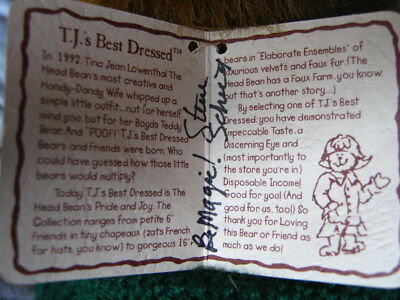 T.J.'s Best Dressed™
In 1992, Tina Jean Lowenthal The
Head Bean's most creative and
Handy-Dandy Wife whipped up a
simple little outfit...not for herself
mind you, but for her Boyds Teddy
Bear. And "POOF!" T.J.'s Best Dressed
Bears and Friends were born. Who
could have guessed how those little
bears would multiply?
Today T.J.'s Best Dressed is The
Head Bean's Pride and Joy. The
Collection ranges from petite 6"
Friends in tiny chapeaux (zats French
for hats, you know) to gorgeous 16"
Be Magic! Steve
bears in "Elaborate Ensembles" of
luxurious velvets and faux fur. (The
Head Bean has a Faux Farm, you know
but that's another story...)
By selecting one of T.J.'s Best
Dressed, you have demonstrated
Impeccable Taste, a
Discerning Eye and
(most importantly to
the store you're in)
Disposable Income!
Good for you! (And
good for us, too!) So
thank you for Loving
this Bear or Friend as
much as we do!